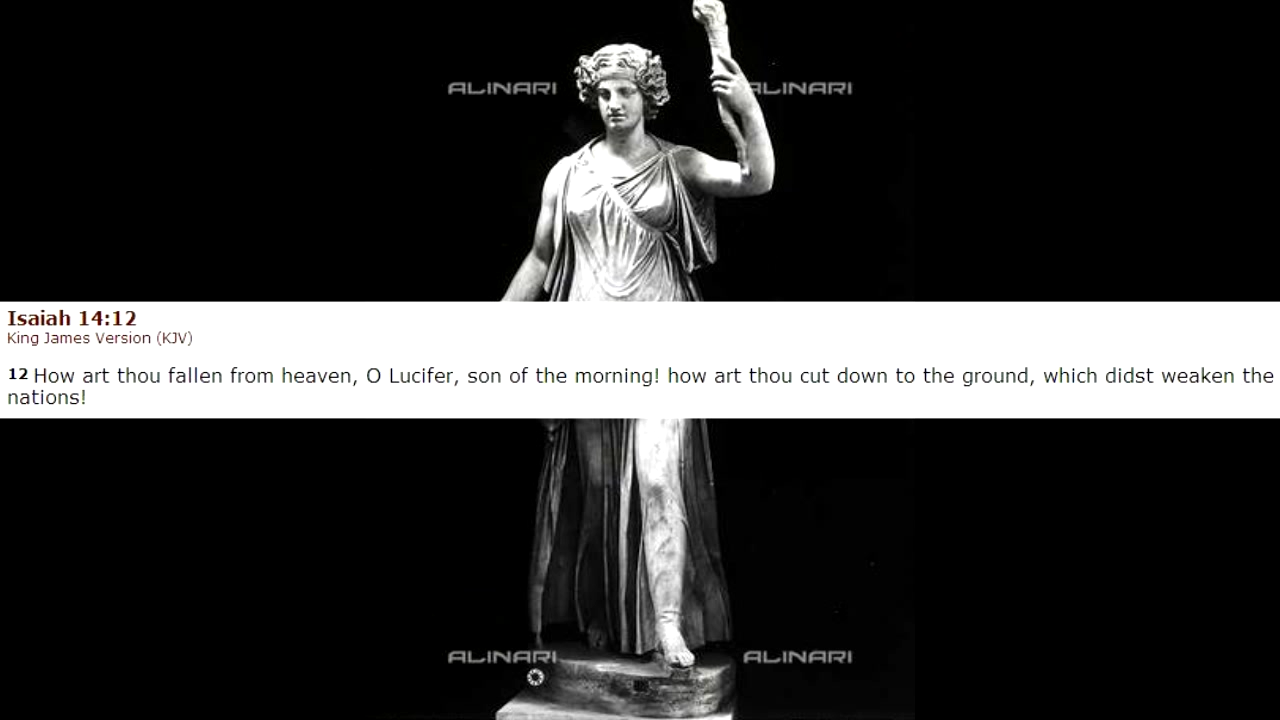 ALINARI ALINARI
Isaiah 14:12
King James Version (KJV)
12 How art thou fallen from heaven, O Lucifer, son of the morning! how art thou cut down to the ground, which didst weaken the
nations!
ALINARI ALINARI